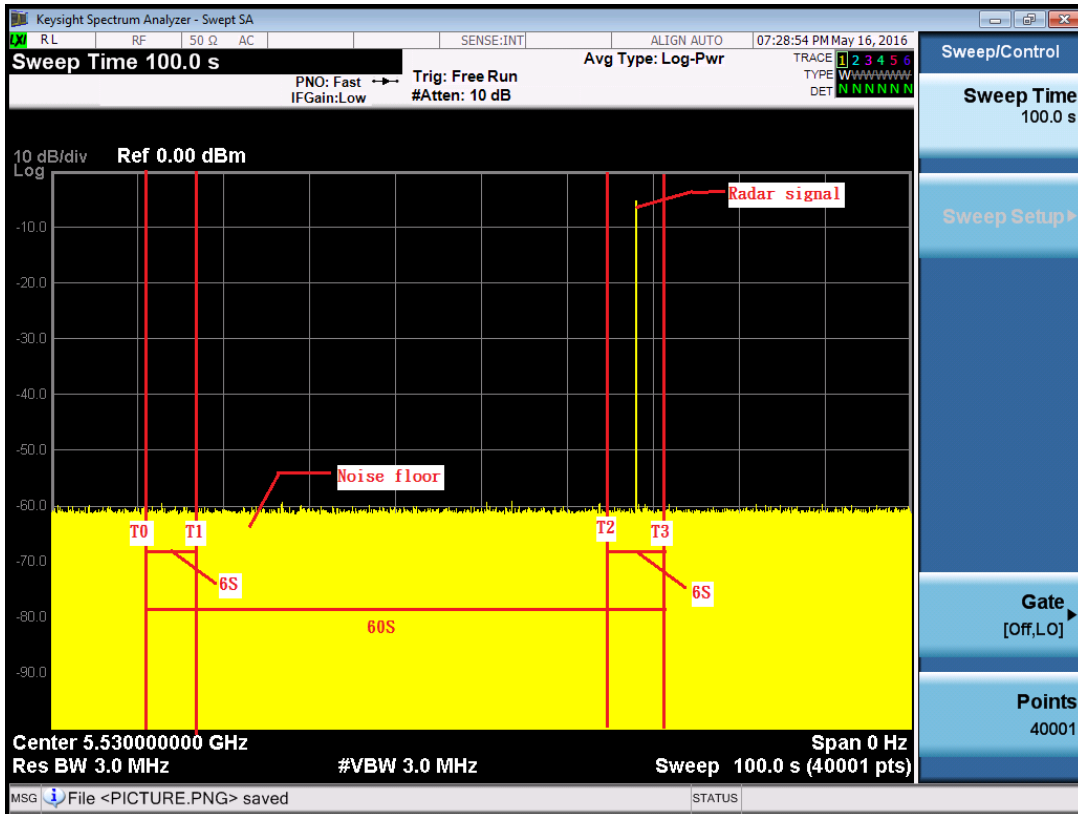 Keysight Spectrum Analyzer - Swept SA
LXI RL RF 50 Ω AC SENSE:INT ALIGN AUTO 07:28:54 PM May 16, 2016
Sweep Time 100.0 s
PNO: Fast
IFGain:Low
Trig: Free Run
#Atten: 10 dB
Avg Type: Log-Pwr
TRACE 1 2 3 4 5 6
TYPE WWWWWW
DET N N N N N N
Sweep/Control
Sweep Time
100.0 s
Sweep Setup
Gate
[Off,LO]
Points
40001
10 dB/div
Log
Ref 0.00 dBm
-10.0
-20.0
-30.0
-40.0
-50.0
-60.0
-70.0
-80.0
-90.0
Radar signal
Noise floor
T0 T1 T2 T3
6S 6S
60S
Center 5.530000000 GHz Span 0 Hz
Res BW 3.0 MHz #VBW 3.0 MHz Sweep 100.0 s (40001 pts)
MSG File <PICTURE.PNG> saved STATUS